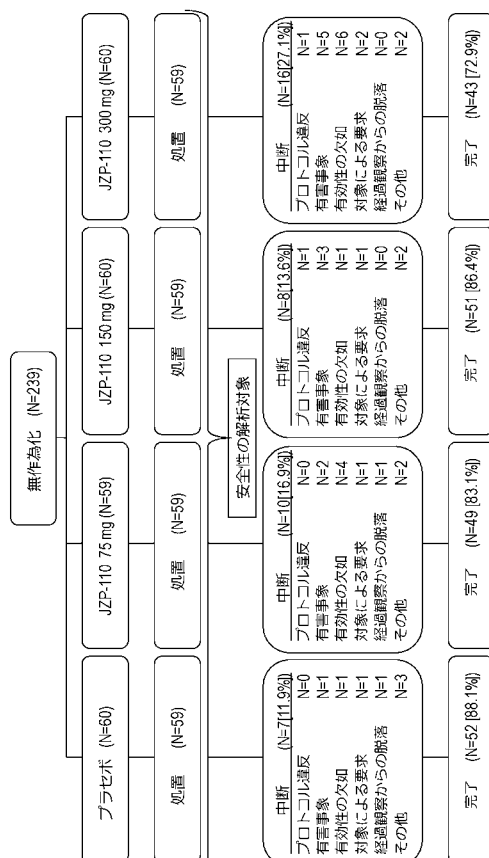 無作為化 (N=239)
プラセボ (N=60)
JZP-110 75 mg (N=59)
JZP-110 150 mg (N=60)
JZP-110 300 mg (N=60)
処置 (N=59)
処置 (N=59)
処置 (N=59)
処置 (N=59)
安全性の解析対象
中断 (N=7[11.9%])
プロトコル違反 N=0
有害事象 N=1
有効性の欠如 N=1
対象による要求 N=1
経過観察からの脱落 N=1
その他 N=3
中断 (N=10[16.9%])
プロトコル違反 N=0
有害事象 N=2
有効性の欠如 N=4
対象による要求 N=1
経過観察からの脱落 N=1
その他 N=2
中断 (N=8[13.6%])
プロトコル違反 N=1
有害事象 N=3
有効性の欠如 N=1
対象による要求 N=1
経過観察からの脱落 N=0
その他 N=2
中断 (N=16[27.1%])
プロトコル違反 N=1
有害事象 N=5
有効性の欠如 N=6
対象による要求 N=2
経過観察からの脱落 N=0
その他 N=2
完了 (N=52 [88.1%)
完了 (N=49 [83.1%)
完了 (N=51 [86.4%)
完了 (N=43 [72.9%)